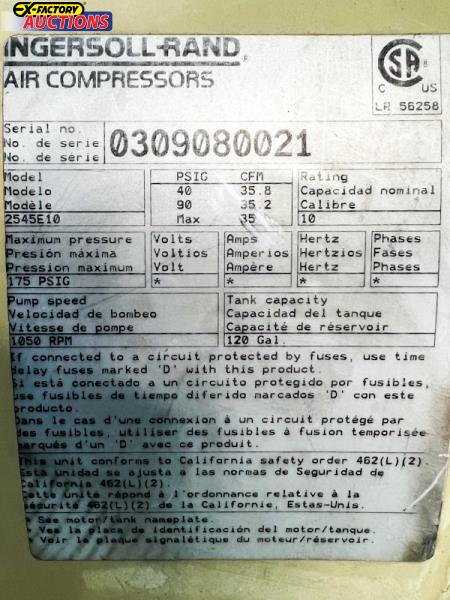 EX-FACTORY
AUCTIONS
INGERSOLL-RAND
AIR COMPRESSORS
CSA
C US
LR 56258
Serial no.
No. de serie
No. de série
0309080021
Model
Modelo
Modèle
2545E10
PSIG CFM
40 35.8
90 35.2
Max 35
Rating
Capacidad nominal
Calibre
10
Maximum pressure
Presión máxima
Pression maximum
175 PSIG
Volts
Voltios
Volt
*
Amps
Amperios
Ampère
*
Hertz
Hertzios
Hertz
*
Phases
Fases
Phases
*
Pump speed
Velocidad de bombeo
Vitesse de pompe
1050 RPM
Tank capacity
Capacidad del tanque
Capacité de réservoir
120 Gal.
If connected to a circuit protected by fuses, use time
delay fuses marked 'D' with this product.
Si está conectado a un circuito protegido por fusibles,
use fusibles de tiempo diferido marcados 'D' con este
producto.
Dans le cas d'une connexion à un circuit protégé par
des fusibles, utiliser des fusibles à fusion temporisée
marqués d'un 'D' avec ce produit.
This unit conforms to California safety order 462(L)(2)
Está unidad se ajusta a las normas de Seguridad de
California 462(L)(2).
Cette unité répond à l'ordonnance relative à la
sécurité 462(L)(2) de la Californie, Estas-Unis.
* See motor/tank nameplate.
* Ves la placa de identificación del motor/tanque.
* Voir la plaque signalétique du moteur/réservoir.